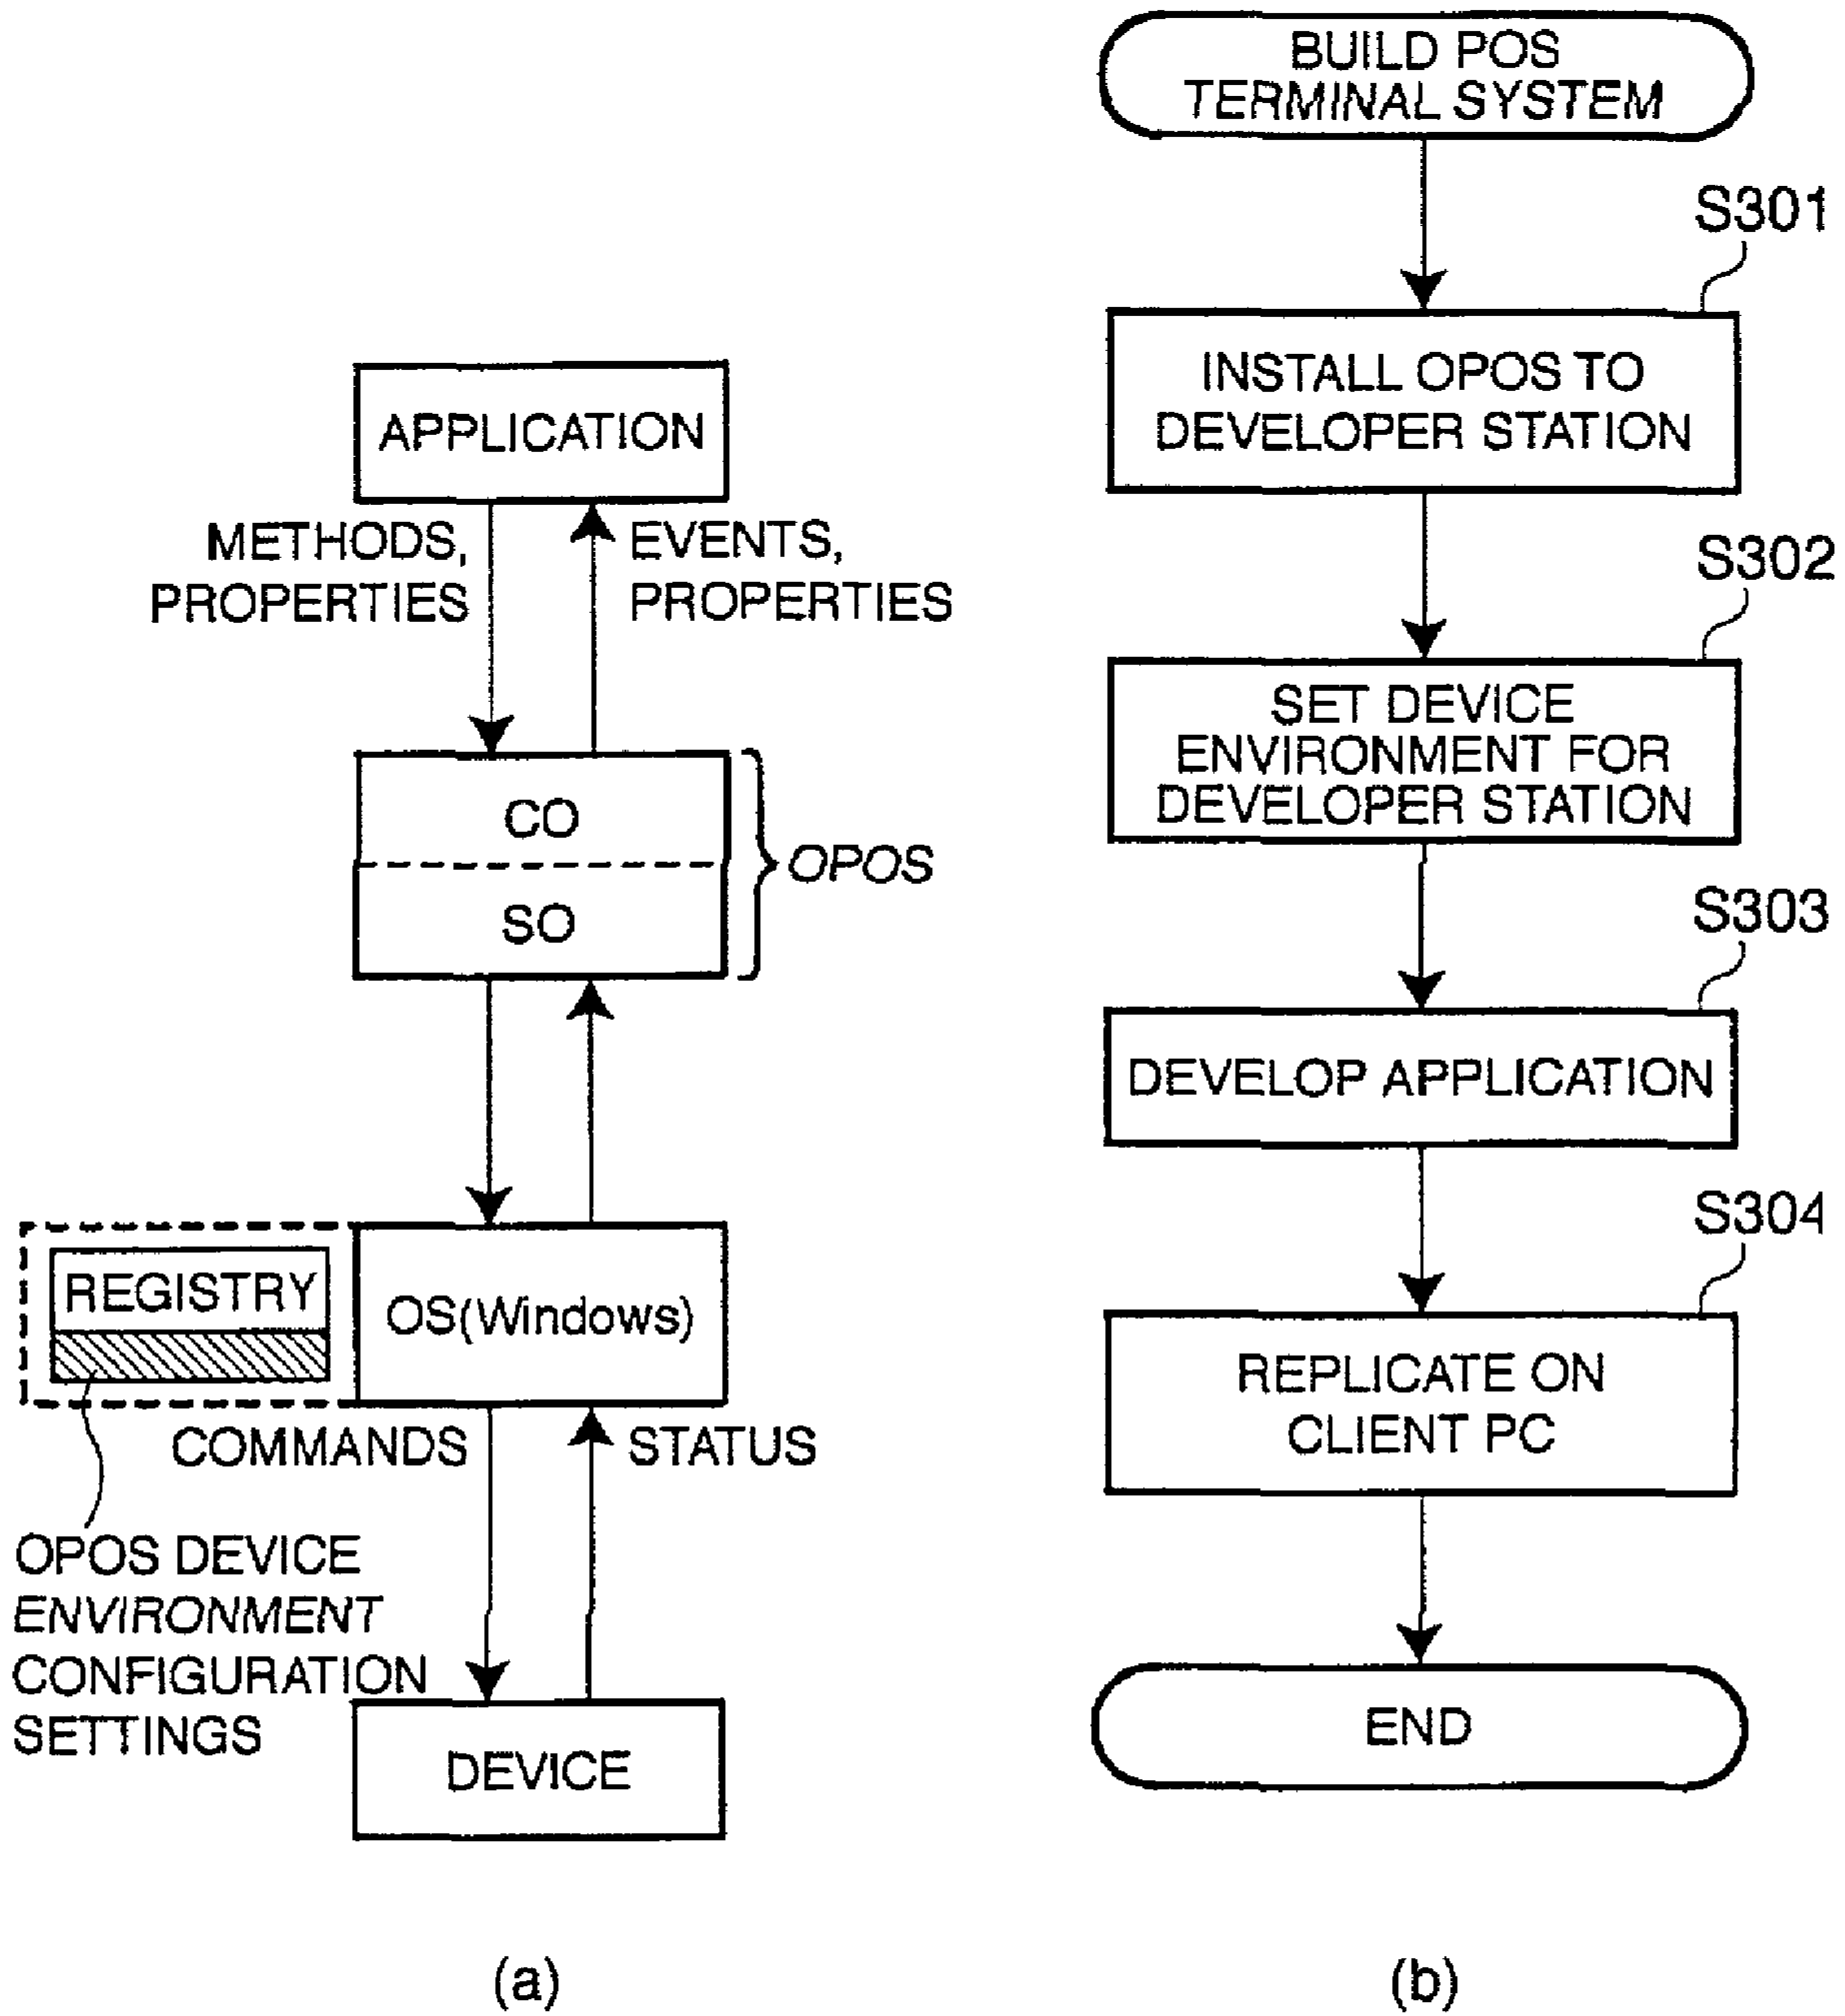 APPLICATION
METHODS,
PROPERTIES
EVENTS,
PROPERTIES
CO
SO
OPOS
REGISTRY
OS(Windows)
COMMANDS
STATUS
OPOS DEVICE
ENVIRONMENT
CONFIGURATION
SETTINGS
DEVICE
(a)
BUILD POS
TERMINAL SYSTEM
S301
INSTALL OPOS TO
DEVELOPER STATION
S302
SET DEVICE
ENVIRONMENT FOR
DEVELOPER STATION
S303
DEVELOP APPLICATION
S304
REPLICATE ON
CLIENT PC
END
(b)